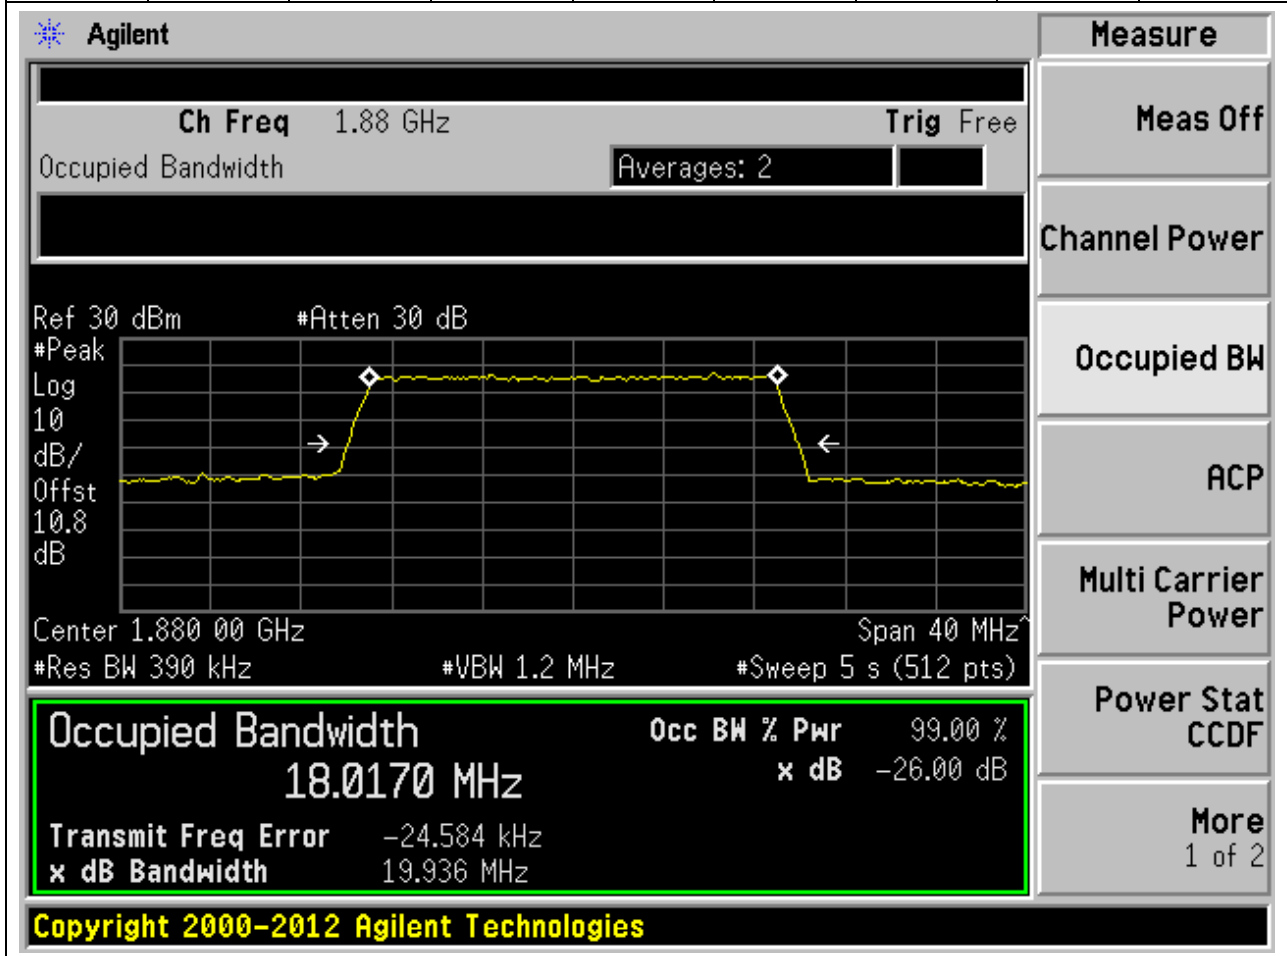 Agilent
Measure
Ch Freq 1.88 GHz Trig Free
Occupied Bandwidth Averages: 2
Meas Off
Channel Power
Occupied BW
ACP
Multi Carrier
Power
Power Stat
CCDF
More
1 of 2
Ref 30 dBm #Atten 30 dB
#Peak
Log
10
dB/
Offst
10.8
dB
Center 1.880 00 GHz Span 40 MHz^
#Res BW 390 kHz #VBW 1.2 MHz #Sweep 5 s (512 pts)
Occupied Bandwidth Occ BW % Pwr 99.00 %
18.0170 MHz x dB -26.00 dB
Transmit Freq Error -24.584 kHz
x dB Bandwidth 19.936 MHz
Copyright 2000-2012 Agilent Technologies